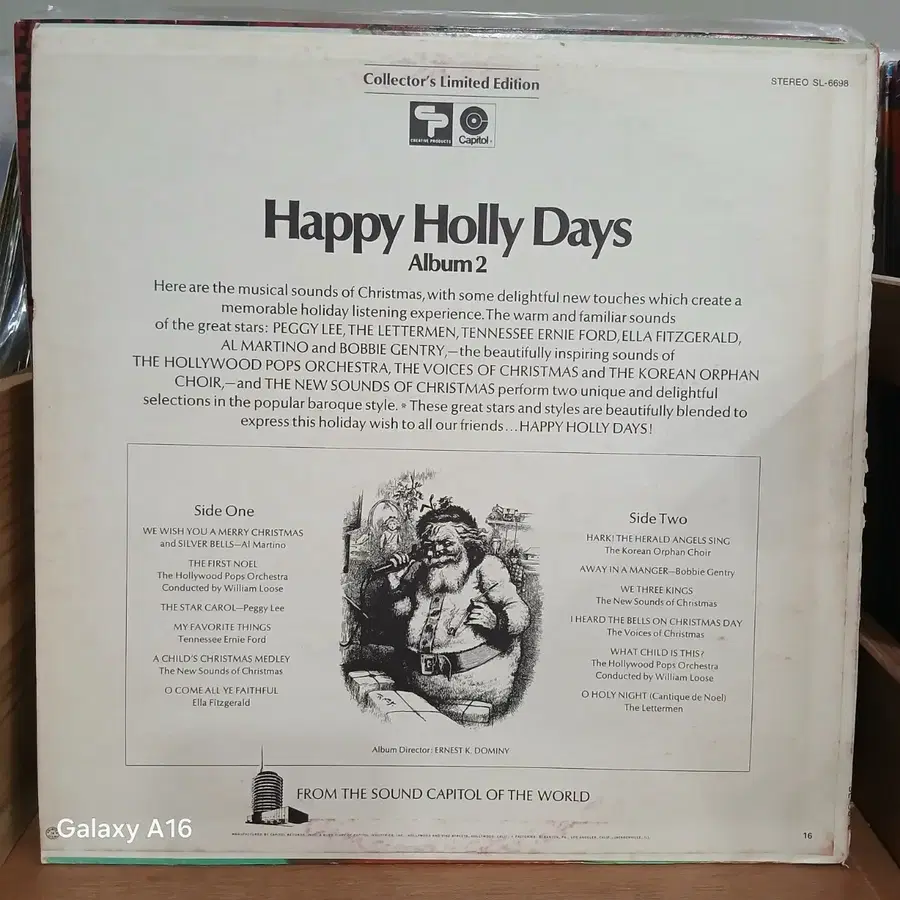 Collector's Limited Edition
STEREO SL-6698
CP
CREATIVE PRODUCTS
Capitol
Happy Holly Days
Album 2
Here are the musical sounds of Christmas, with some delightful new touches which create a
memorable holiday listening experience. The warm and familiar sounds
of the great stars: PEGGY LEE, THE LETTERMEN, TENNESSEE ERNIE FORD, ELLA FITZGERALD,
AL MARTINO and BOBBIE GENTRY,—the beautifully inspiring sounds of
THE HOLLYWOOD POPS ORCHESTRA, THE VOICES OF CHRISTMAS and THE KOREAN ORPHAN
CHOIR,—and THE NEW SOUNDS OF CHRISTMAS perform two unique and delightful
selections in the popular baroque style. * These great stars and styles are beautifully blended to
express this holiday wish to all our friends...HAPPY HOLLY DAYS!
Side One
WE WISH YOU A MERRY CHRISTMAS
and SILVER BELLS—Al Martino
THE FIRST NOEL
The Hollywood Pops Orchestra
Conducted by William Loose
THE STAR CAROL—Peggy Lee
MY FAVORITE THINGS
Tennessee Ernie Ford
A CHILD'S CHRISTMAS MEDLEY
The New Sounds of Christmas
O COME ALL YE FAITHFUL
Ella Fitzgerald
Side Two
HARK! THE HERALD ANGELS SING
The Korean Orphan Choir
AWAY IN A MANGER—Bobbie Gentry
WE THREE KINGS
The New Sounds of Christmas
I HEARD THE BELLS ON CHRISTMAS DAY
The Voices of Christmas
WHAT CHILD IS THIS?
The Hollywood Pops Orchestra
Conducted by William Loose
O HOLY NIGHT (Cantique de Noel)
The Lettermen
Album Director: ERNEST K. DOMINY
FROM THE SOUND CAPITOL OF THE WORLD
Galaxy A16
MANUFACTURED BY CAPITOL RECORDS
16